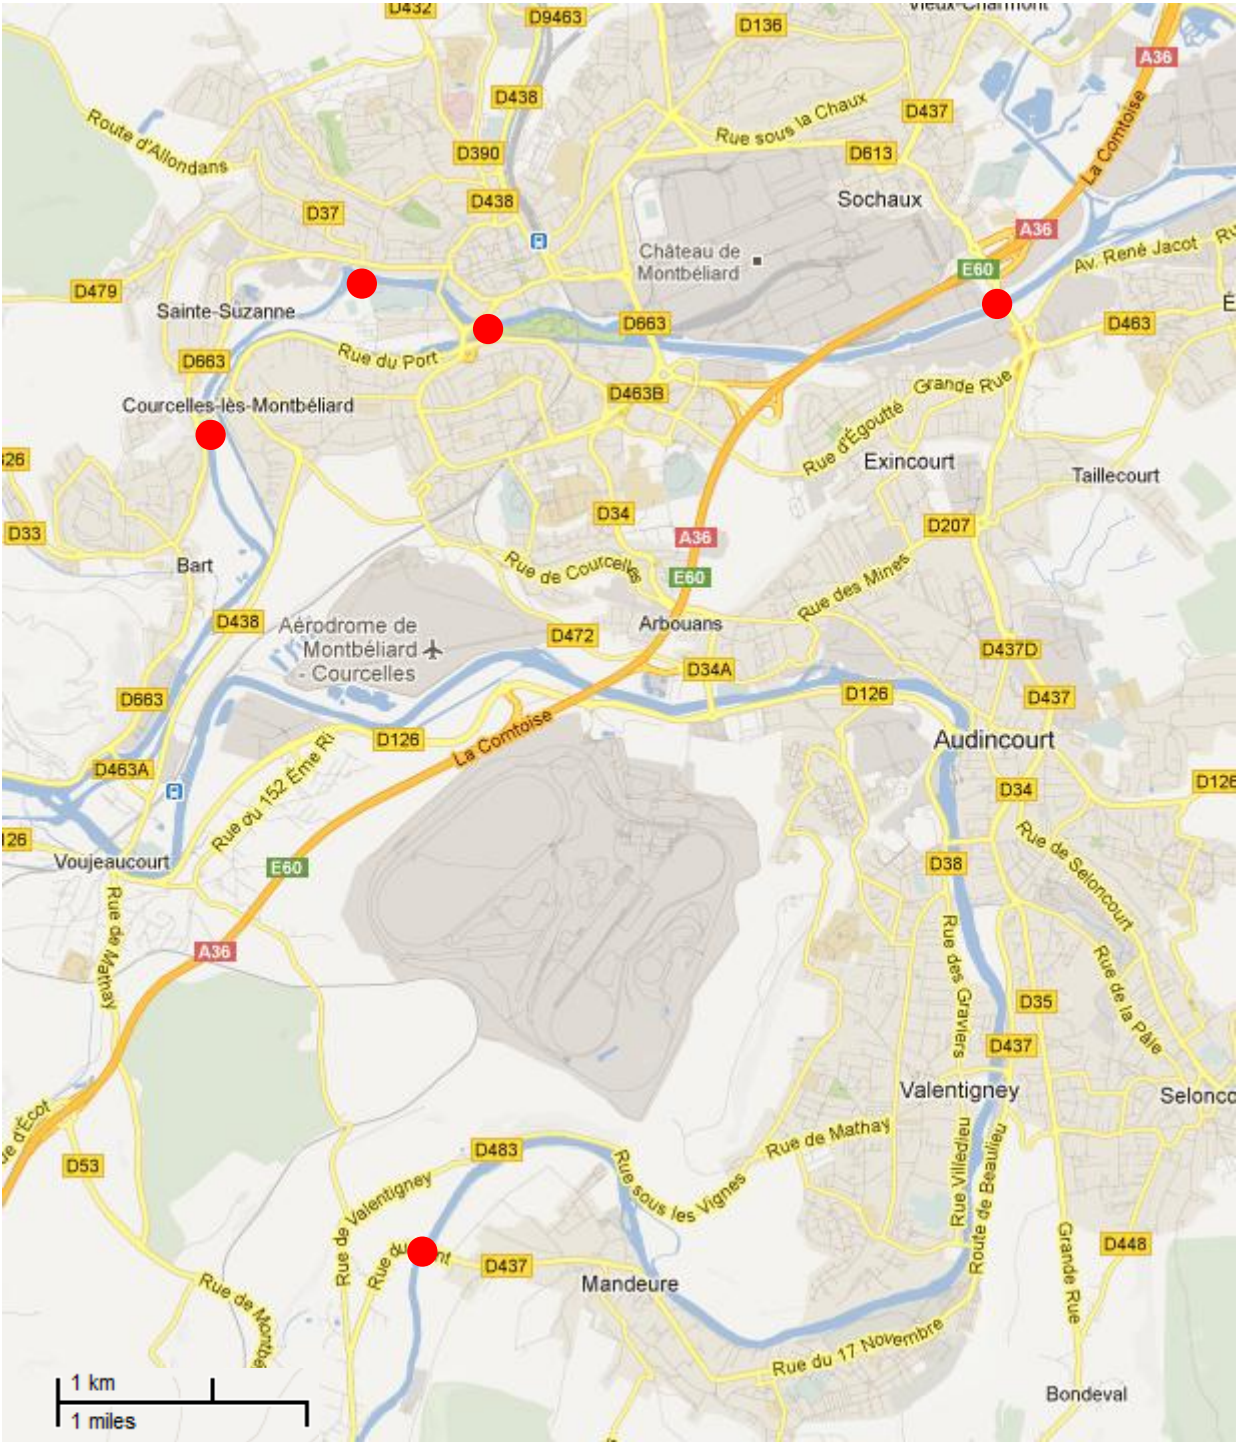 D432
D9463
D136
Vieux-Charmont
A36
D438
D437
Route d'Allondans
Rue sous la Chaux
La Comtoise
D390
D613
D438
Sochaux
D37
A36
Château de
Montbéliard
Av. René Jacot
E60
D479
Sainte-Suzanne
D663
D463
Rue du Port
D663
D463B
Grande Rue
Courcelles-lès-Montbéliard
Rue d'Égoutté
Exincourt
Taillecourt
D33
D34
D207
A36
Bart
Rue de Courcelles
E60
Rue des Mines
D438
Aérodrome de
Montbéliard
- Courcelles
D472
Arbouans
D437D
D34A
D663
D126
D437
D126
La Comtoise
Audincourt
D463A
D34
D126
Rue du 152 Ème Ri
126
Voujeaucourt
E60
D38
Rue de Seloncourt
Rue de Mathay
A36
Rue des Graviers
Rue de la Pâle
D35
D437
Valentigney
Selonco
Rue de Mathay
D53
D483
Rue sous les Vignes
Rue Villedieu
Route de Beaulieu
Rue de Valentigney
D437
D448
Mandeure
Grande Rue
Rue de Montbé
Rue du 17 Novembre
1 km
1 miles
Bondeval